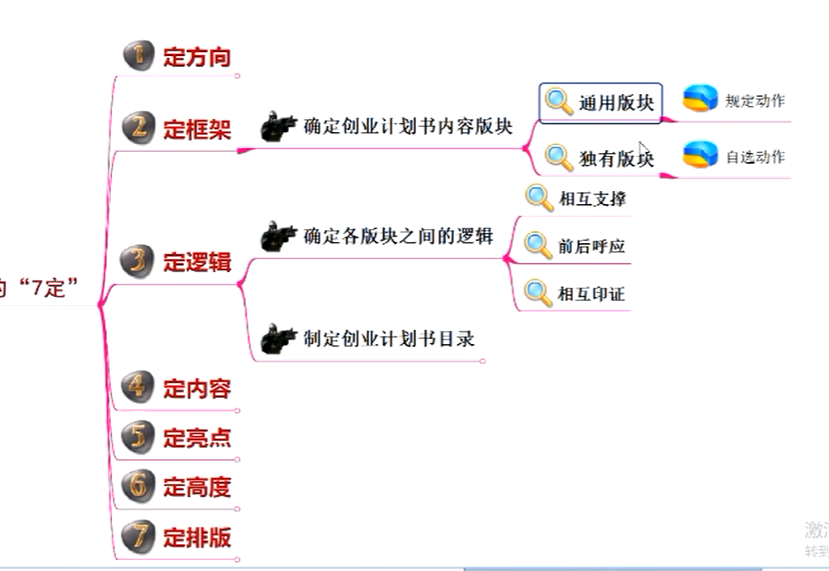 的“7定”
1 定方向
2 定框架
确定创业计划书内容版块
通用版块
规定动作
独有版块
自选动作
3 定逻辑
确定各版块之间的逻辑
相互支撑
前后呼应
相互印证
制定创业计划书目录
4 定内容
5 定亮点
6 定高度
7 定排版
激活
转到